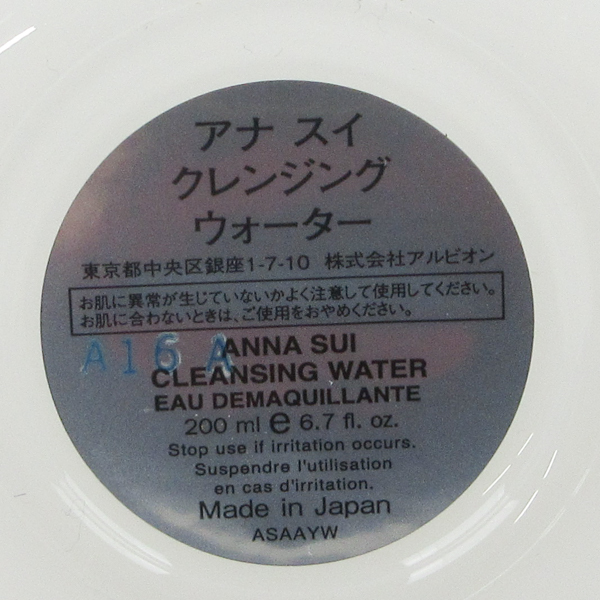 アナ スイ
クレンジング
ウォーター
東京都中央区銀座1-7-10 株式会社アルビオン
お肌に異常が生じていないかよく注意して使用してください。
お肌に合わないときは、ご使用をおやめください。
A16A
ANNA SUI
CLEANSING WATER
EAU DEMAQUILLANTE
200 ml e 6.7 fl. oz.
Stop use if irritation occurs.
Suspendre l'utilisation
en cas d'irritation.
Made in Japan
ASAAYW